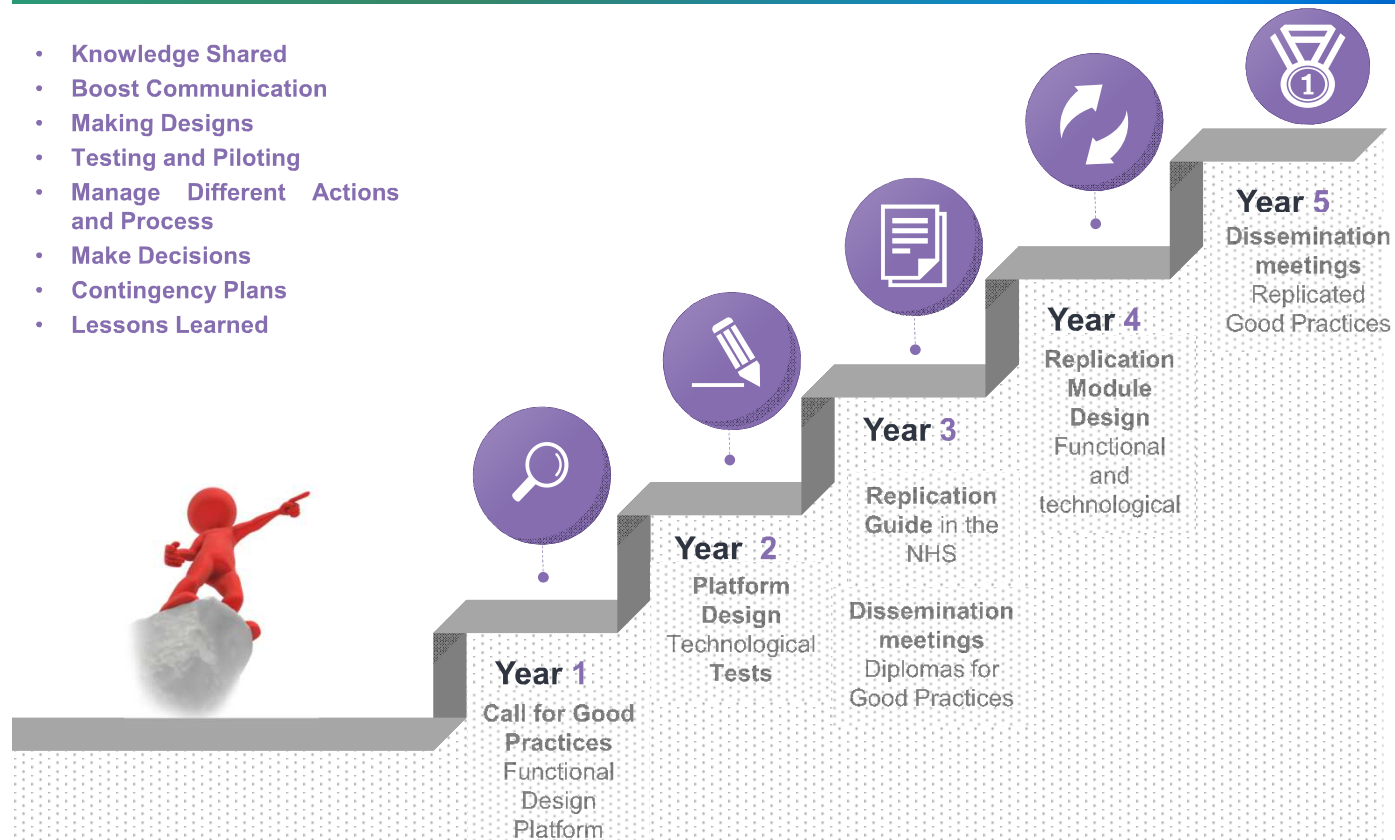 Knowledge Shared
Boost Communication
Making Designs
Testing and Piloting
Manage Different Actions
and Process
Make Decisions
Contingency Plans
Lessons Learned
Year 1
Call for Good
Practices
Functional
Design
Platform
Year 2
Platform
Design
Technological
Tests
Year 3
Replication
Guide in the
NHS
Dissemination
meetings
Diplomas for
Good Practices
Year 4
Replication
Module
Design
Functional
and
technological
1
Year 5
Dissemination
meetings
Replicated
Good Practices